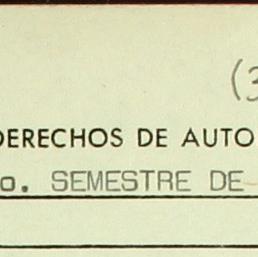 (3
DERECHOS DE AUTO
o. SEMESTRE DE